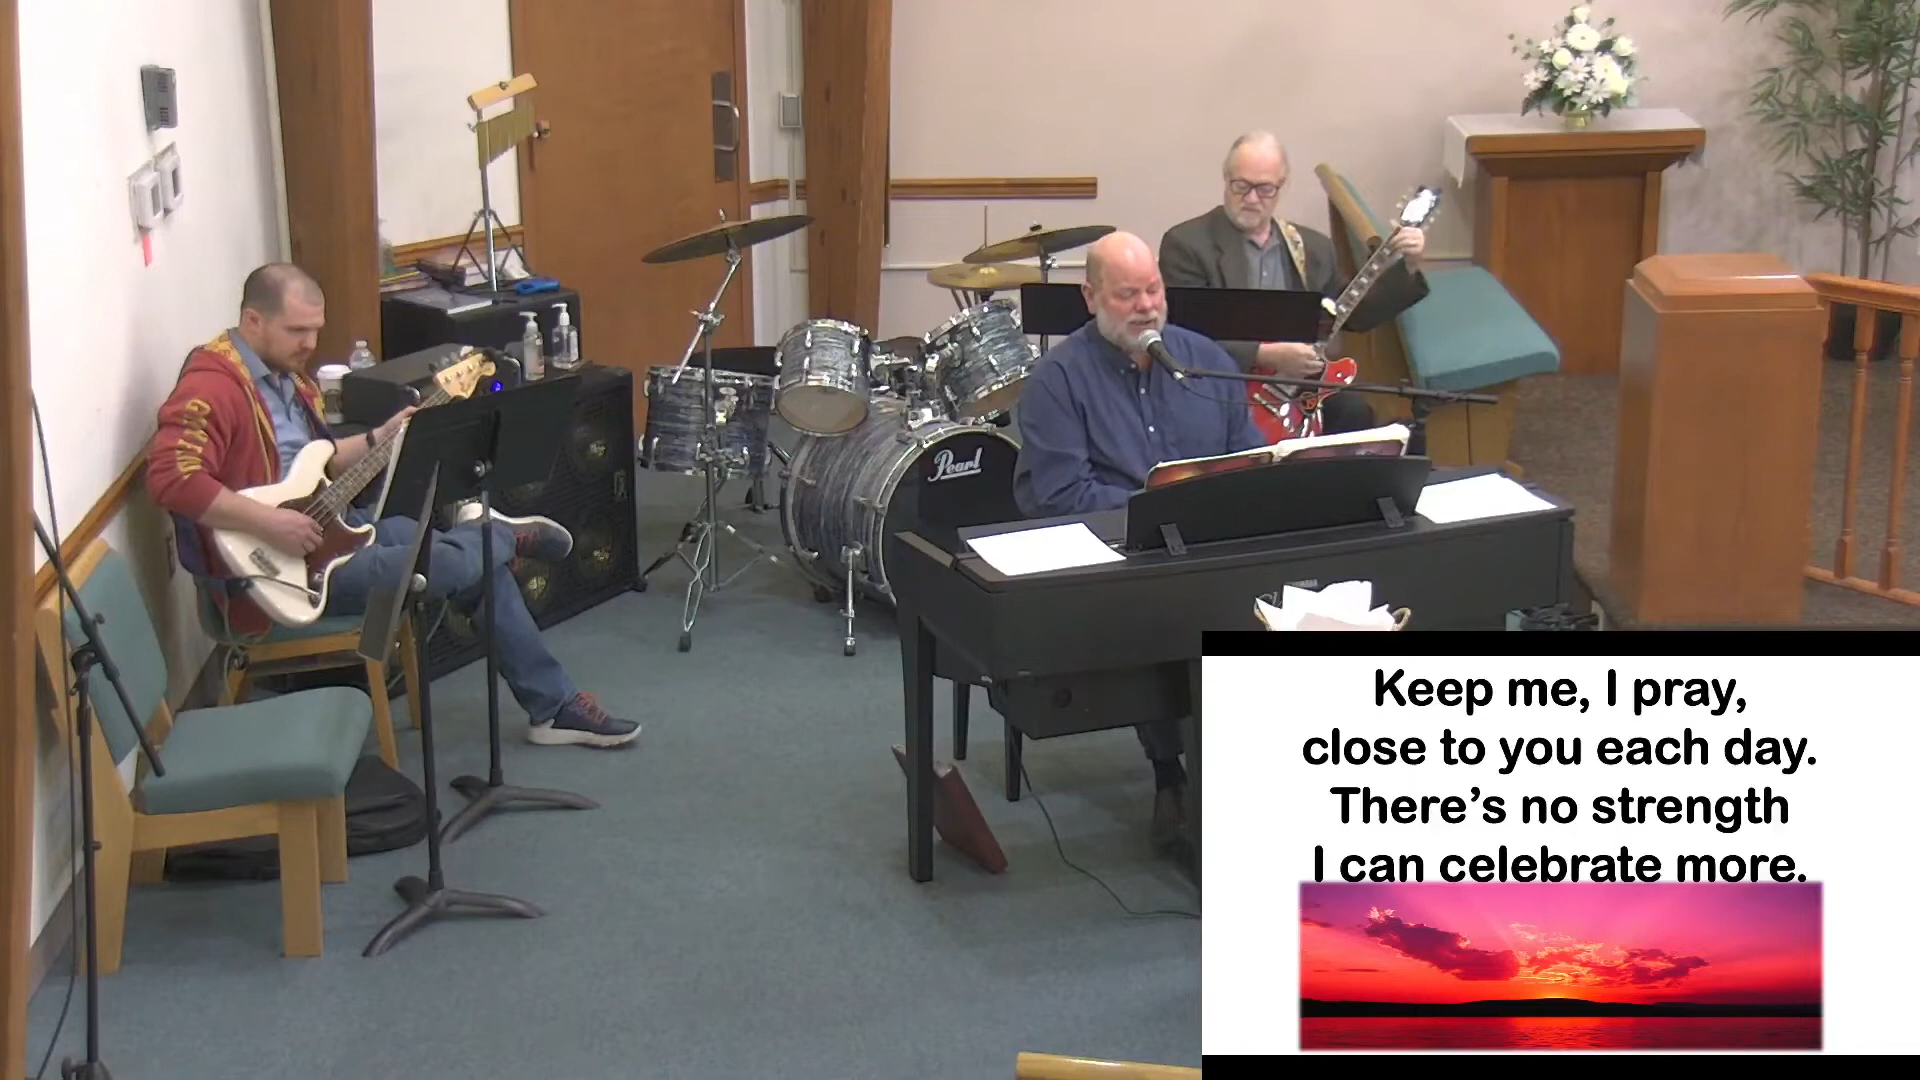 Pearl
Keep me, I pray,
close to you each day.
There's no strength
I can celebrate more.